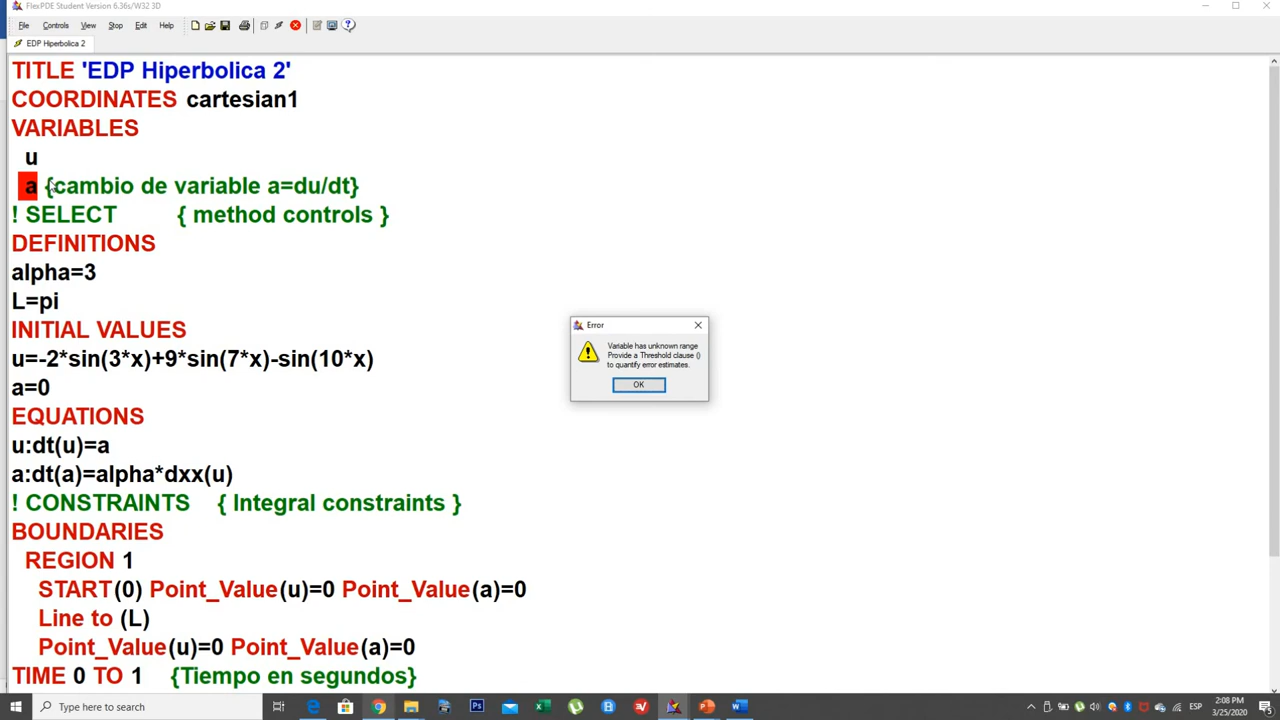 FlexPDE Student Version 6.36s/W32 3D
File Controls View Stop Edit Help
EDP Hiperbolica 2
TITLE 'EDP Hiperbolica 2'
COORDINATES cartesian1
VARIABLES
u
a {cambio de variable a=du/dt}
! SELECT { method controls }
DEFINITIONS
alpha=3
L=pi
INITIAL VALUES
u=-2*sin(3*x)+9*sin(7*x)-sin(10*x)
a=0
EQUATIONS
u:dt(u)=a
a:dt(a)=alpha*dxx(u)
! CONSTRAINTS { Integral constraints }
BOUNDARIES
REGION 1
START(0) Point_Value(u)=0 Point_Value(a)=0
Line to (L)
Point_Value(u)=0 Point_Value(a)=0
TIME 0 TO 1 {Tiempo en segundos}
Error
Variable has unknown range
Provide a Threshold clause ()
to quantify error estimates.
OK
Type here to search
ESP
2:08 PM
3/25/2020